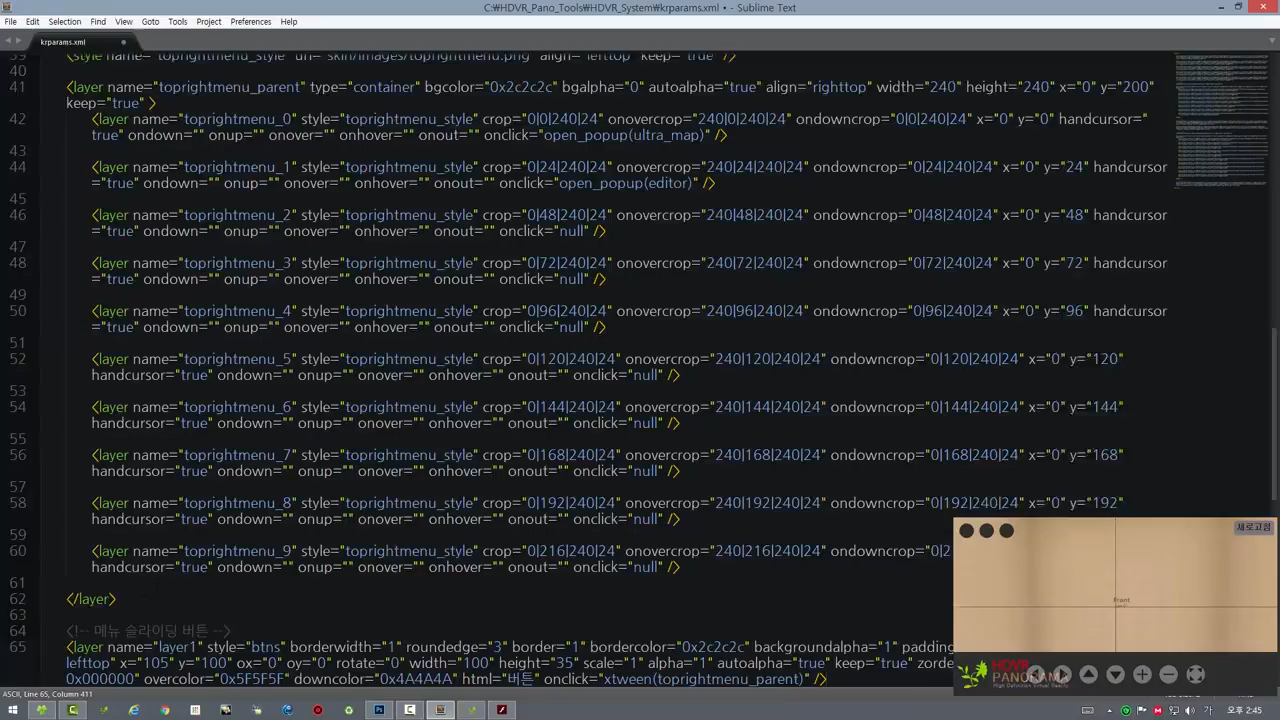 C:\HDVR_Pano_Tools\HDVR_System\krparams.xml • - Sublime Text
File Edit Selection Find View Goto Tools Project Preferences Help
krparams.xml
40
41 <layer name="toprightmenu_parent" type="container" bgcolor= bgalpha="0" autoalpha="true" align="righttop" width="240" height="240" x="0" y="200"
keep="true" >
42 <layer name="toprightmenu_0" style="toprightmenu_style" crop="0|0|240|24" onovercrop="240|0|240|24" ondowncrop="0|0|240|24" x="0" y="0" handcursor="
true" ondown="" onup="" onover="" onhover="" onout="" onclick="open_popup(ultra_map)" />
43
44 <layer name="toprightmenu_1" style="toprightmenu_style" crop="0|24|240|24" onovercrop="240|24|240|24" ondowncrop="0|24|240|24" x="0" y="24" handcursor
="true" ondown="" onup="" onover="" onhover="" onout="" onclick="open_popup(editor)" />
45
46 <layer name="toprightmenu_2" style="toprightmenu_style" crop="0|48|240|24" onovercrop="240|48|240|24" ondowncrop="0|48|240|24" x="0" y="48" handcursor
="true" ondown="" onup="" onover="" onhover="" onout="" onclick="null" />
47
48 <layer name="toprightmenu_3" style="toprightmenu_style" crop="0|72|240|24" onovercrop="240|72|240|24" ondowncrop="0|72|240|24" x="0" y="72" handcursor
="true" ondown="" onup="" onover="" onhover="" onout="" onclick="null" />
49
50 <layer name="toprightmenu_4" style="toprightmenu_style" crop="0|96|240|24" onovercrop="240|96|240|24" ondowncrop="0|96|240|24" x="0" y="96" handcursor
="true" ondown="" onup="" onover="" onhover="" onout="" onclick="null" />
51
52 <layer name="toprightmenu_5" style="toprightmenu_style" crop="0|120|240|24" onovercrop="240|120|240|24" ondowncrop="0|120|240|24" x="0" y="120"
handcursor="true" ondown="" onup="" onover="" onhover="" onout="" onclick="null" />
53
54 <layer name="toprightmenu_6" style="toprightmenu_style" crop="0|144|240|24" onovercrop="240|144|240|24" ondowncrop="0|144|240|24" x="0" y="144"
handcursor="true" ondown="" onup="" onover="" onhover="" onout="" onclick="null" />
55
56 <layer name="toprightmenu_7" style="toprightmenu_style" crop="0|168|240|24" onovercrop="240|168|240|24" ondowncrop="0|168|240|24" x="0" y="168"
handcursor="true" ondown="" onup="" onover="" onhover="" onout="" onclick="null" />
57
58 <layer name="toprightmenu_8" style="toprightmenu_style" crop="0|192|240|24" onovercrop="240|192|240|24" ondowncrop="0|192|240|24" x="0" y="192"
handcursor="true" ondown="" onup="" onover="" onhover="" onout="" onclick="null" />
59
60 <layer name="toprightmenu_9" style="toprightmenu_style" crop="0|216|240|24" onovercrop="240|216|240|24" ondowncrop="0|2
handcursor="true" ondown="" onup="" onover="" onhover="" onout="" onclick="null" />
61
62 </layer>
63
64 <!-- 메뉴 슬라이딩 버튼 -->
65 <layer name="layer1" style="btns" borderwidth="1" roundedge="3" border="1" bordercolor="0x2c2c2c" backgroundalpha="1" padding
lefttop" x="105" y="100" ox="0" oy="0" rotate="0" width="100" height="35" scale="1" alpha="1" autoalpha="true" keep="true" zorde
0x000000" overcolor="0x5F5F5F" downcolor="0x4A4A4A" html="버튼" onclick="xtween(toprightmenu_parent)" />
새로고침
Front
HDVR
PANORAMA
High Definition Virtual Reality
ASCII, Line 65, Column 411
오후 2:45